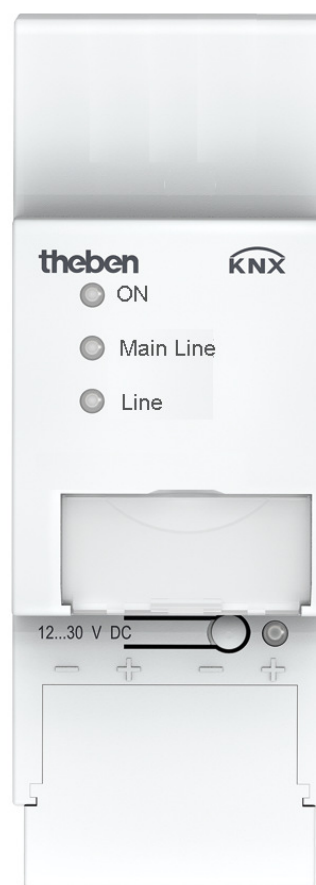 theben KNX
ON
Main Line
Line
12...30 V DC
− + − +